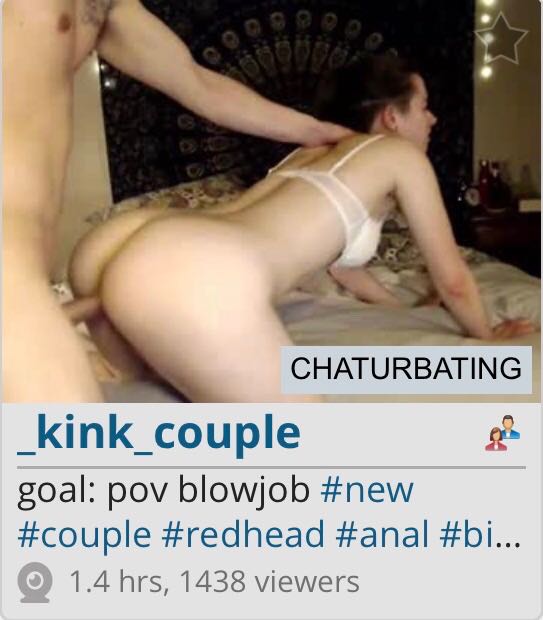 CHATURBATING
_kink_couple
goal: pov blowjob #new
#couple #redhead #anal #bi...
1.4 hrs, 1438 viewers